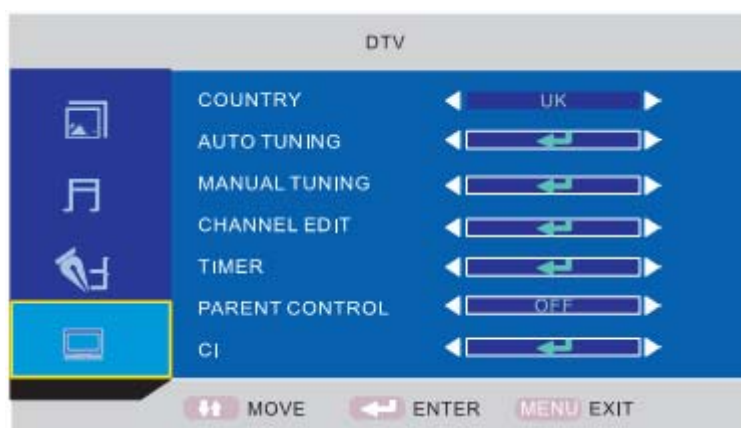 DTV
COUNTRY UK
AUTO TUNING
MANUAL TUNING
CHANNEL EDIT
TIMER
PARENT CONTROL OFF
CI
MOVE ENTER MENU EXIT